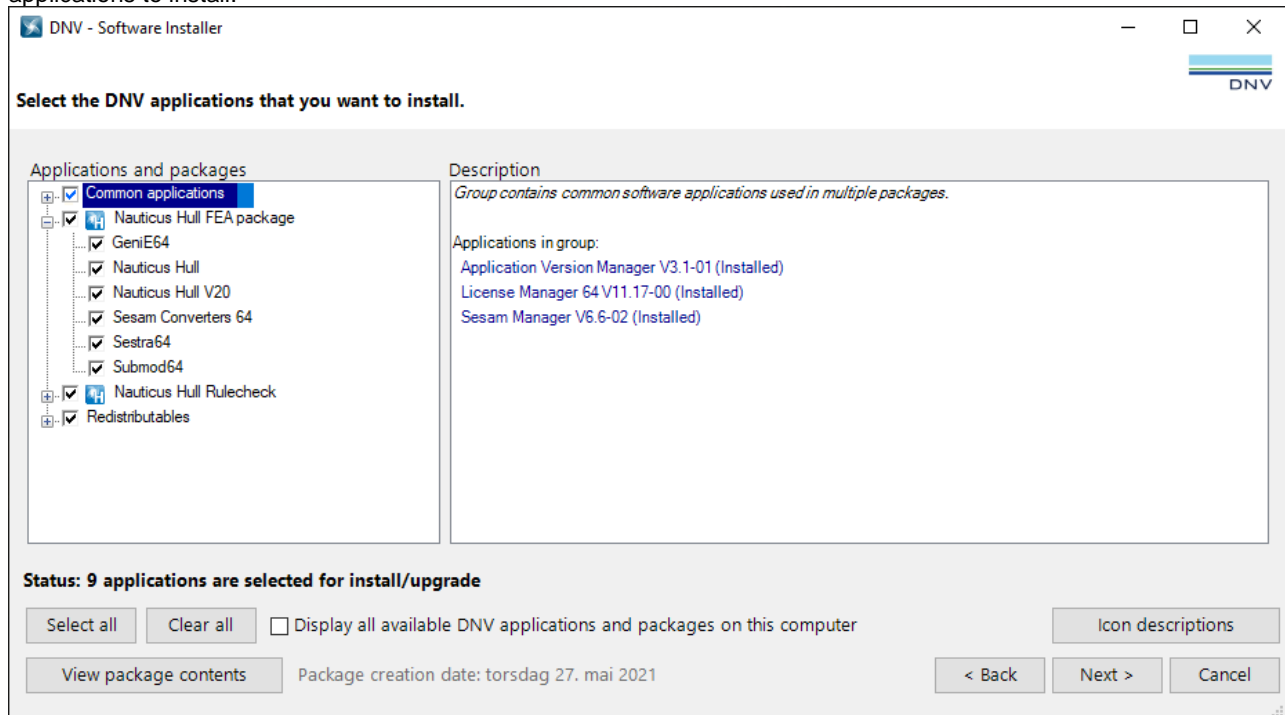 applications to install.
DNV - Software Installer
DNV
Select the DNV applications that you want to install.
Applications and packages
Common applications
Nauticus Hull FEA package
GeniE64
Nauticus Hull
Nauticus Hull V20
Sesam Converters 64
Sestra64
Submod64
Nauticus Hull Rulecheck
Redistributables
Description
Group contains common software applications used in multiple packages.
Applications in group:
Application Version Manager V3.1-01 (Installed)
License Manager 64 V11.17-00 (Installed)
Sesam Manager V6.6-02 (Installed)
Status: 9 applications are selected for install/upgrade
Select all
Clear all
Display all available DNV applications and packages on this computer
Icon descriptions
View package contents
Package creation date: torsdag 27. mai 2021
< Back
Next >
Cancel